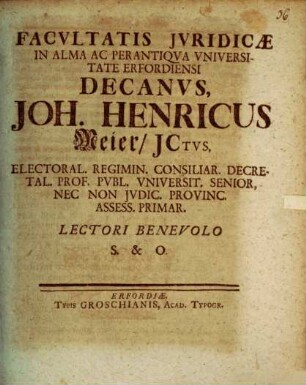 36
FACVLTATIS JVRIDICÆ
IN ALMA AC PERANTIQVA VNIVERSI-
TATE ERFORDIENSI
DECANVS,
JOH. HENRICUS
Meier/ JCTVS,
ELECTORAL. REGIMIN. CONSILIAR. DECRE-
TAL. PROF. PVBL. VNIVERSIT. SENIOR,
NEC NON JVDIC. PROVINC.
ASSESS. PRIMAR.
LECTORI BENEVOLO
S. & O.
ERFORDIÆ,
TYPIS GROSCHIANIS, ACAD. TYPOGR.